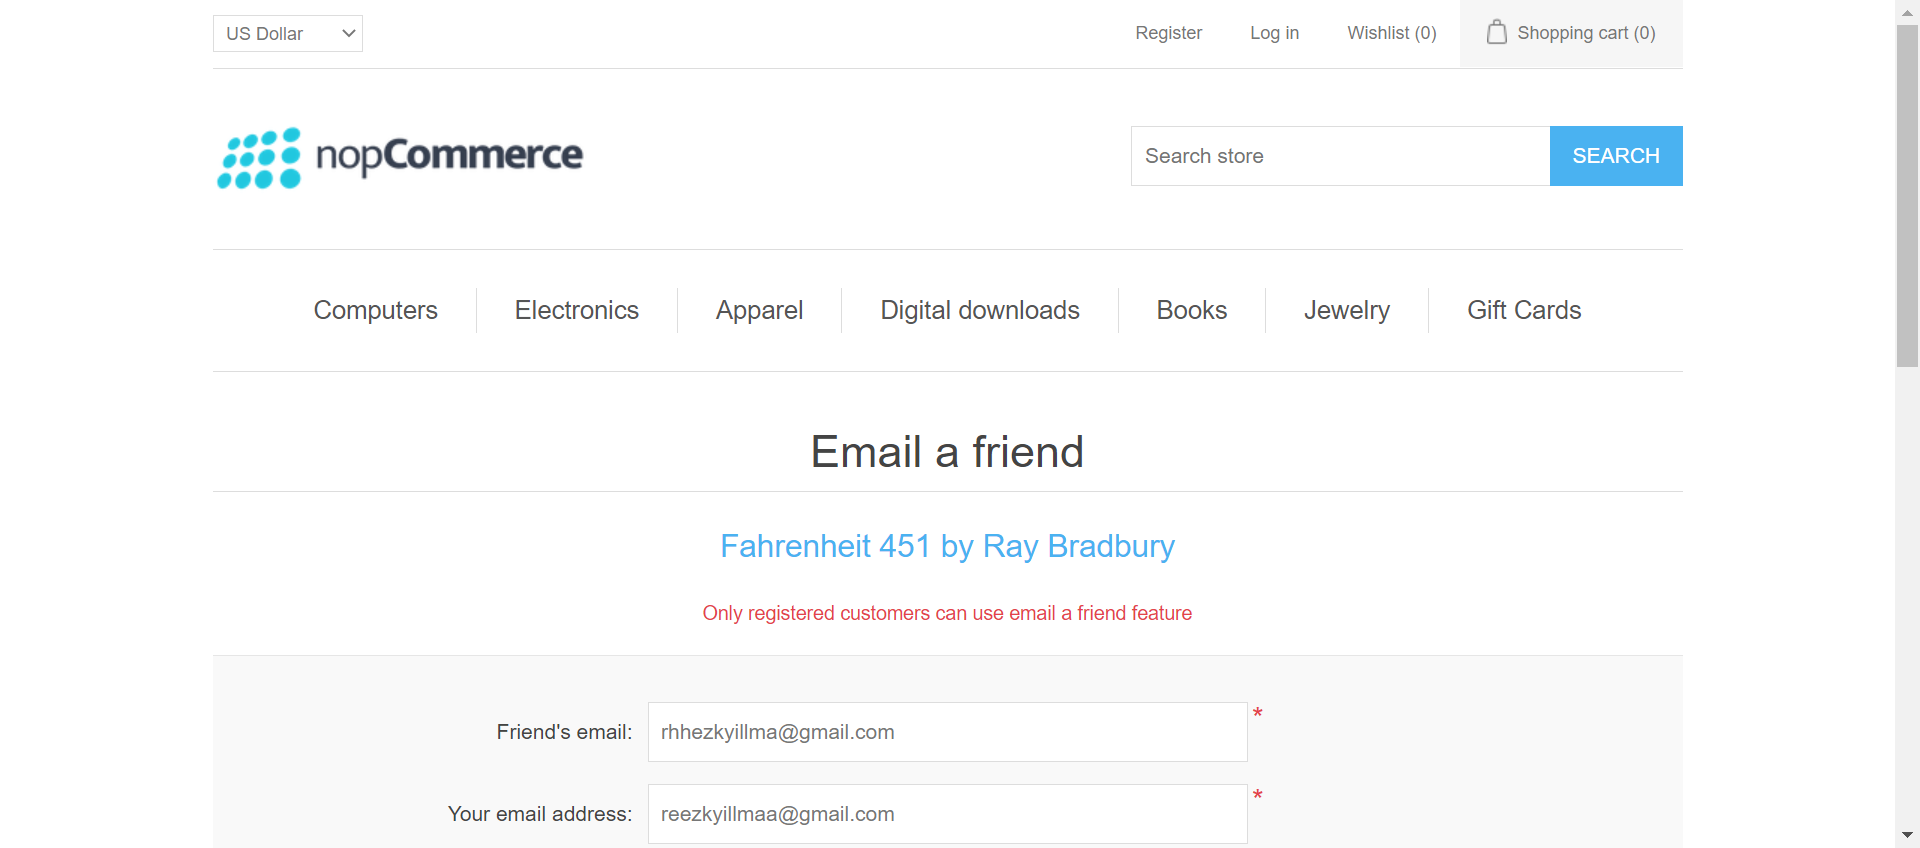 US Dollar
Register
Log in
Wishlist (0)
Shopping cart (0)
nopCommerce
Search store
SEARCH
Computers
Electronics
Apparel
Digital downloads
Books
Jewelry
Gift Cards
Email a friend
Fahrenheit 451 by Ray Bradbury
Only registered customers can use email a friend feature
Friend's email:
rhhezkyillma@gmail.com
*
Your email address:
reezkyillmaa@gmail.com
*